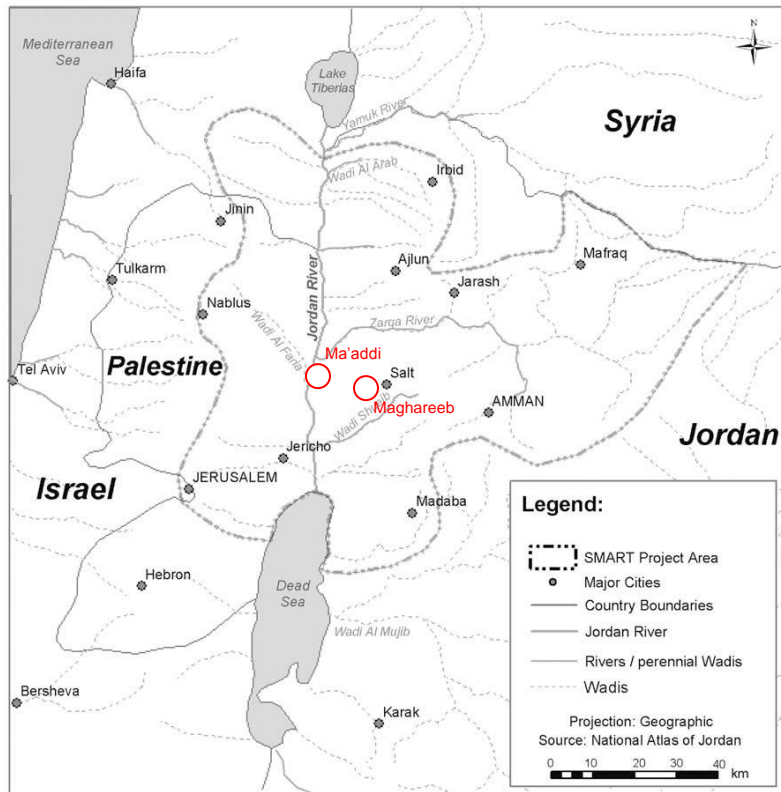 Mediterranean
Sea
Haifa
Lake
Tiberias
N
Yamuk River
Syria
Wadi Al Arab
Irbid
Jinin
Jordan River
Ajlun
Mafraq
Tulkarm
Jarash
Nablus
Wadi Al Faria
Zarqa River
Ma'addi
Palestine
Tel Aviv
Salt
Maghareeb
AMMAN
Wadi Shueib
Jordan
Jericho
Israel
JERUSALEM
Madaba
Hebron
Dead
Sea
Wadi Al Mujib
Bersheva
Karak
Legend:
SMART Project Area
Major Cities
Country Boundaries
Jordan River
Rivers / perennial Wadis
Wadis
Projection: Geographic
Source: National Atlas of Jordan
0 10 20 30 40
km